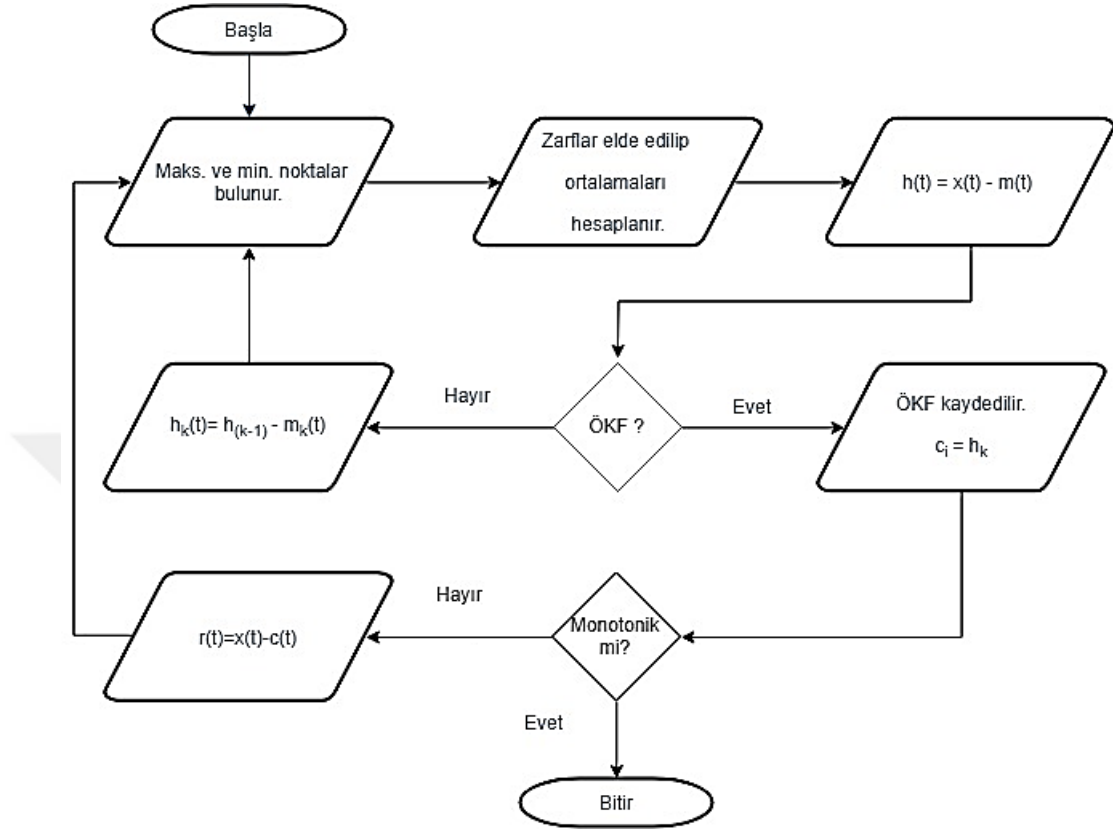 Başla
Maks. ve min. noktalar
bulunur.
Zarflar elde edilip
ortalamaları
hesaplanır.
h(t) = x(t) - m(t)
ÖKF ?
Hayır
Evet
hk(t)= h(k-1) - mk(t)
ÖKF kaydedilir.
ci = hk
Monotonik
mi?
Hayır
r(t)=x(t)-c(t)
Evet
Bitir